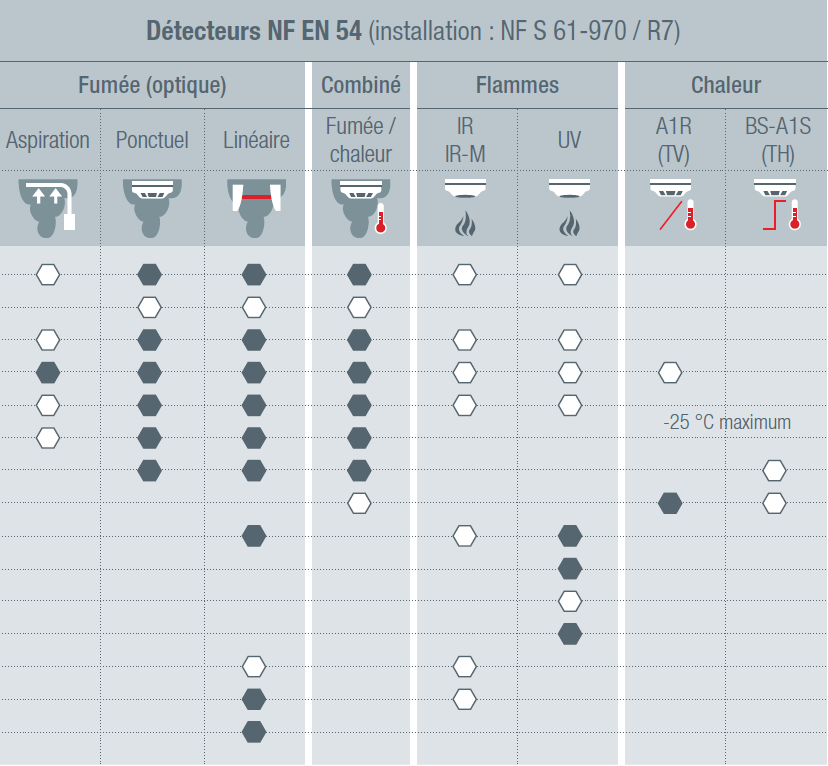 Détecteurs NF EN 54 (installation : NF S 61-970 / R7)
Fumée (optique)
Combiné
Flammes
Chaleur
Aspiration
Ponctuel
Linéaire
Fumée /
chaleur
IR
IR-M
UV
A1R
(TV)
BS-A1S
(TH)
-25 °C maximum